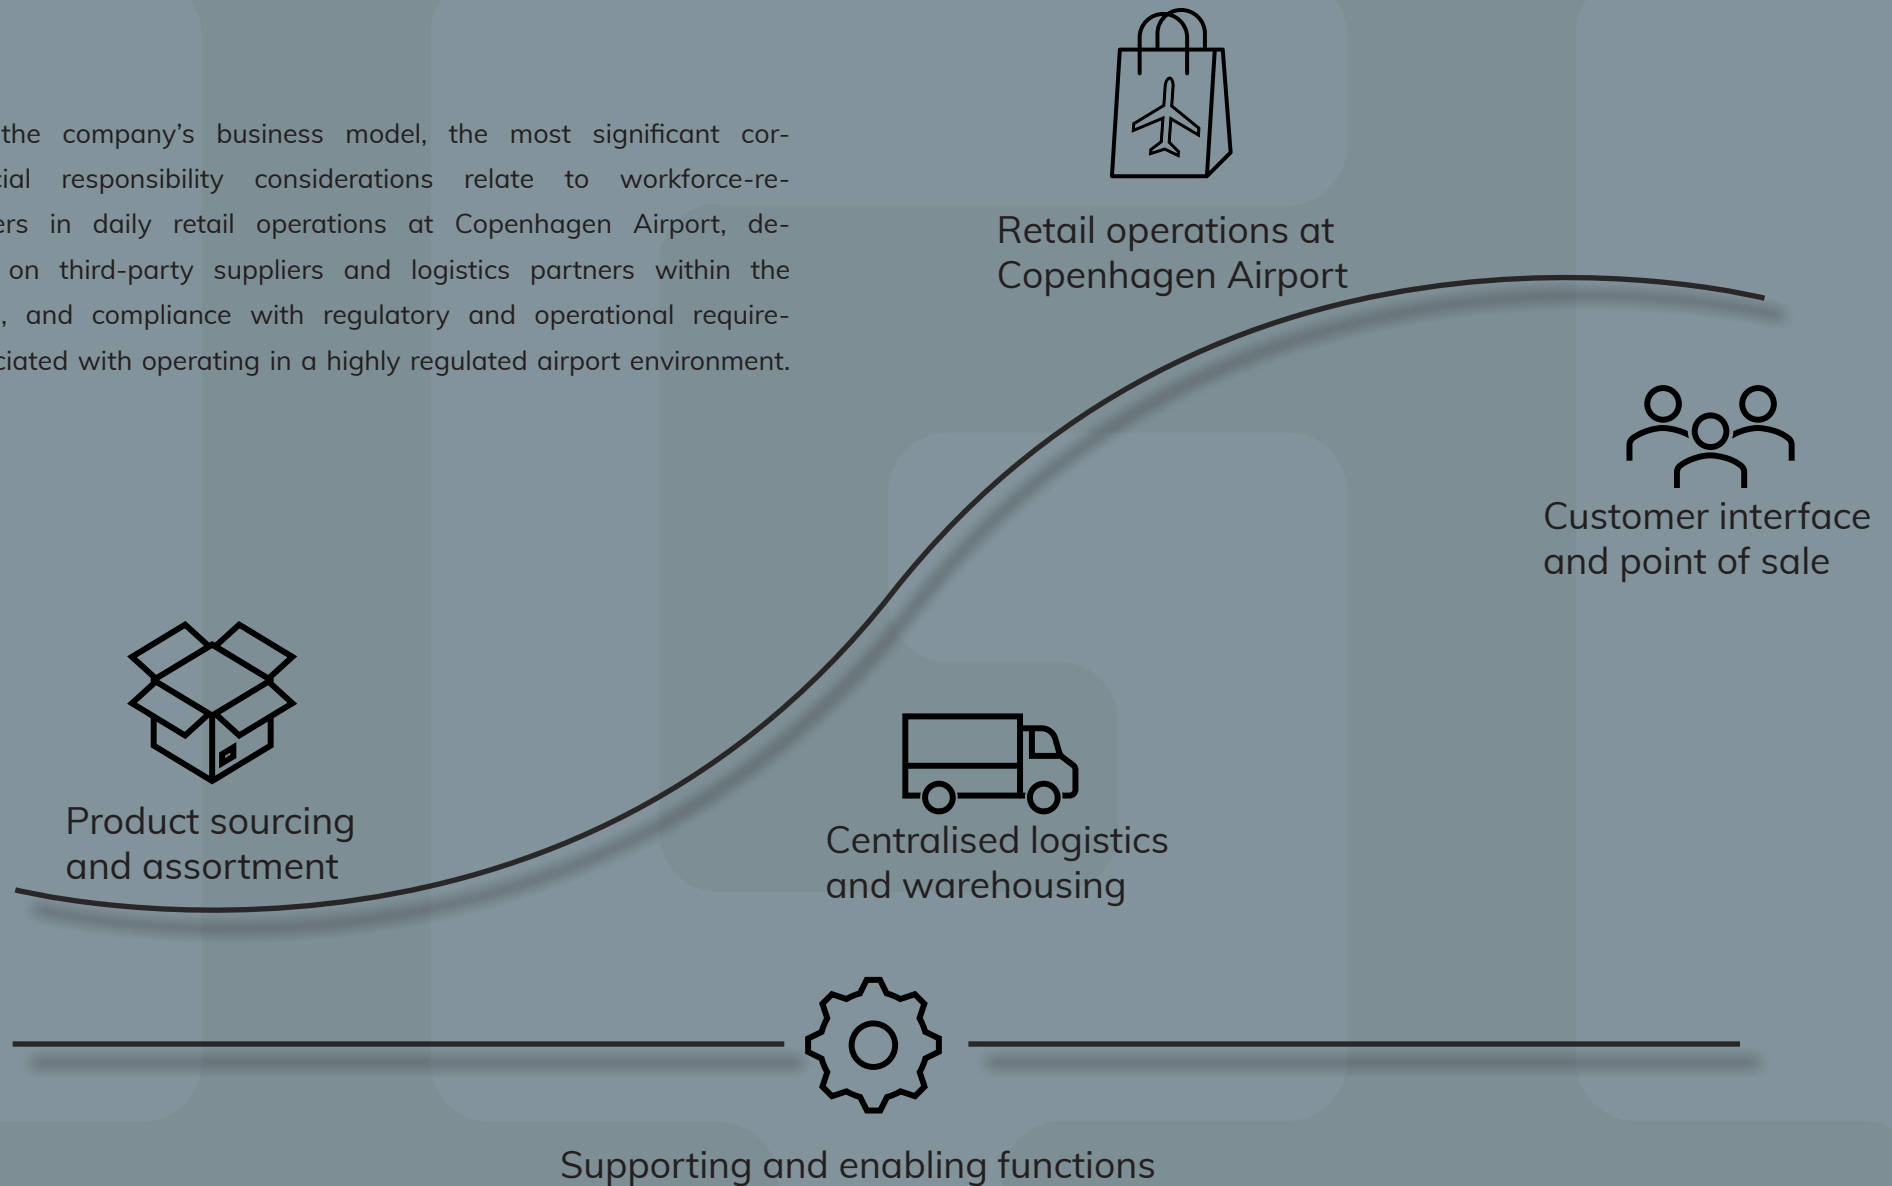 the company’s business model, the most significant cor-
responsibility considerations relate to workforce-re-
in daily retail operations at Copenhagen Airport, de-
on third-party suppliers and logistics partners within the
, and compliance with regulatory and operational require-
with operating in a highly regulated airport environment.
Retail operations at
Copenhagen Airport
Customer interface
and point of sale
Product sourcing
and assortment
Centralised logistics
and warehousing
Supporting and enabling functions